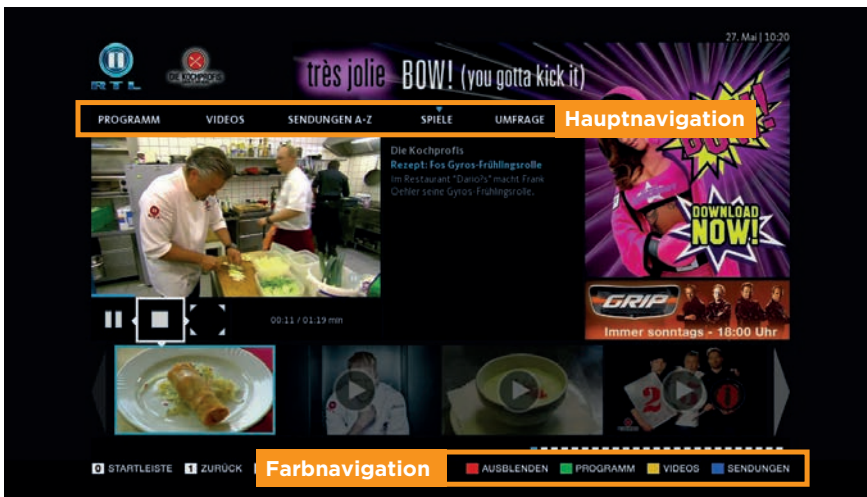 27. Mai | 10:20
RTL
DIE KOCHPROFIS
très jolie BOW! (you gotta kick it)
PROGRAMM VIDEOS SENDUNGEN A-Z SPIELE UMFRAGE Hauptnavigation
Die Kochprofis
Rezept: Fos Gyros-Frühlingsrolle
Im Restaurant "Dario?s" macht Frank
Oehler seine Gyros-Frühlingsrolle.
BOW!
DOWNLOAD
NOW!
GRIP
Immer sonntags - 18:00 Uhr
00:11 / 01:19 min
0 STARTLEISTE 1 ZURÜCK Farbnavigation AUSBLENDEN PROGRAMM VIDEOS SENDUNGEN